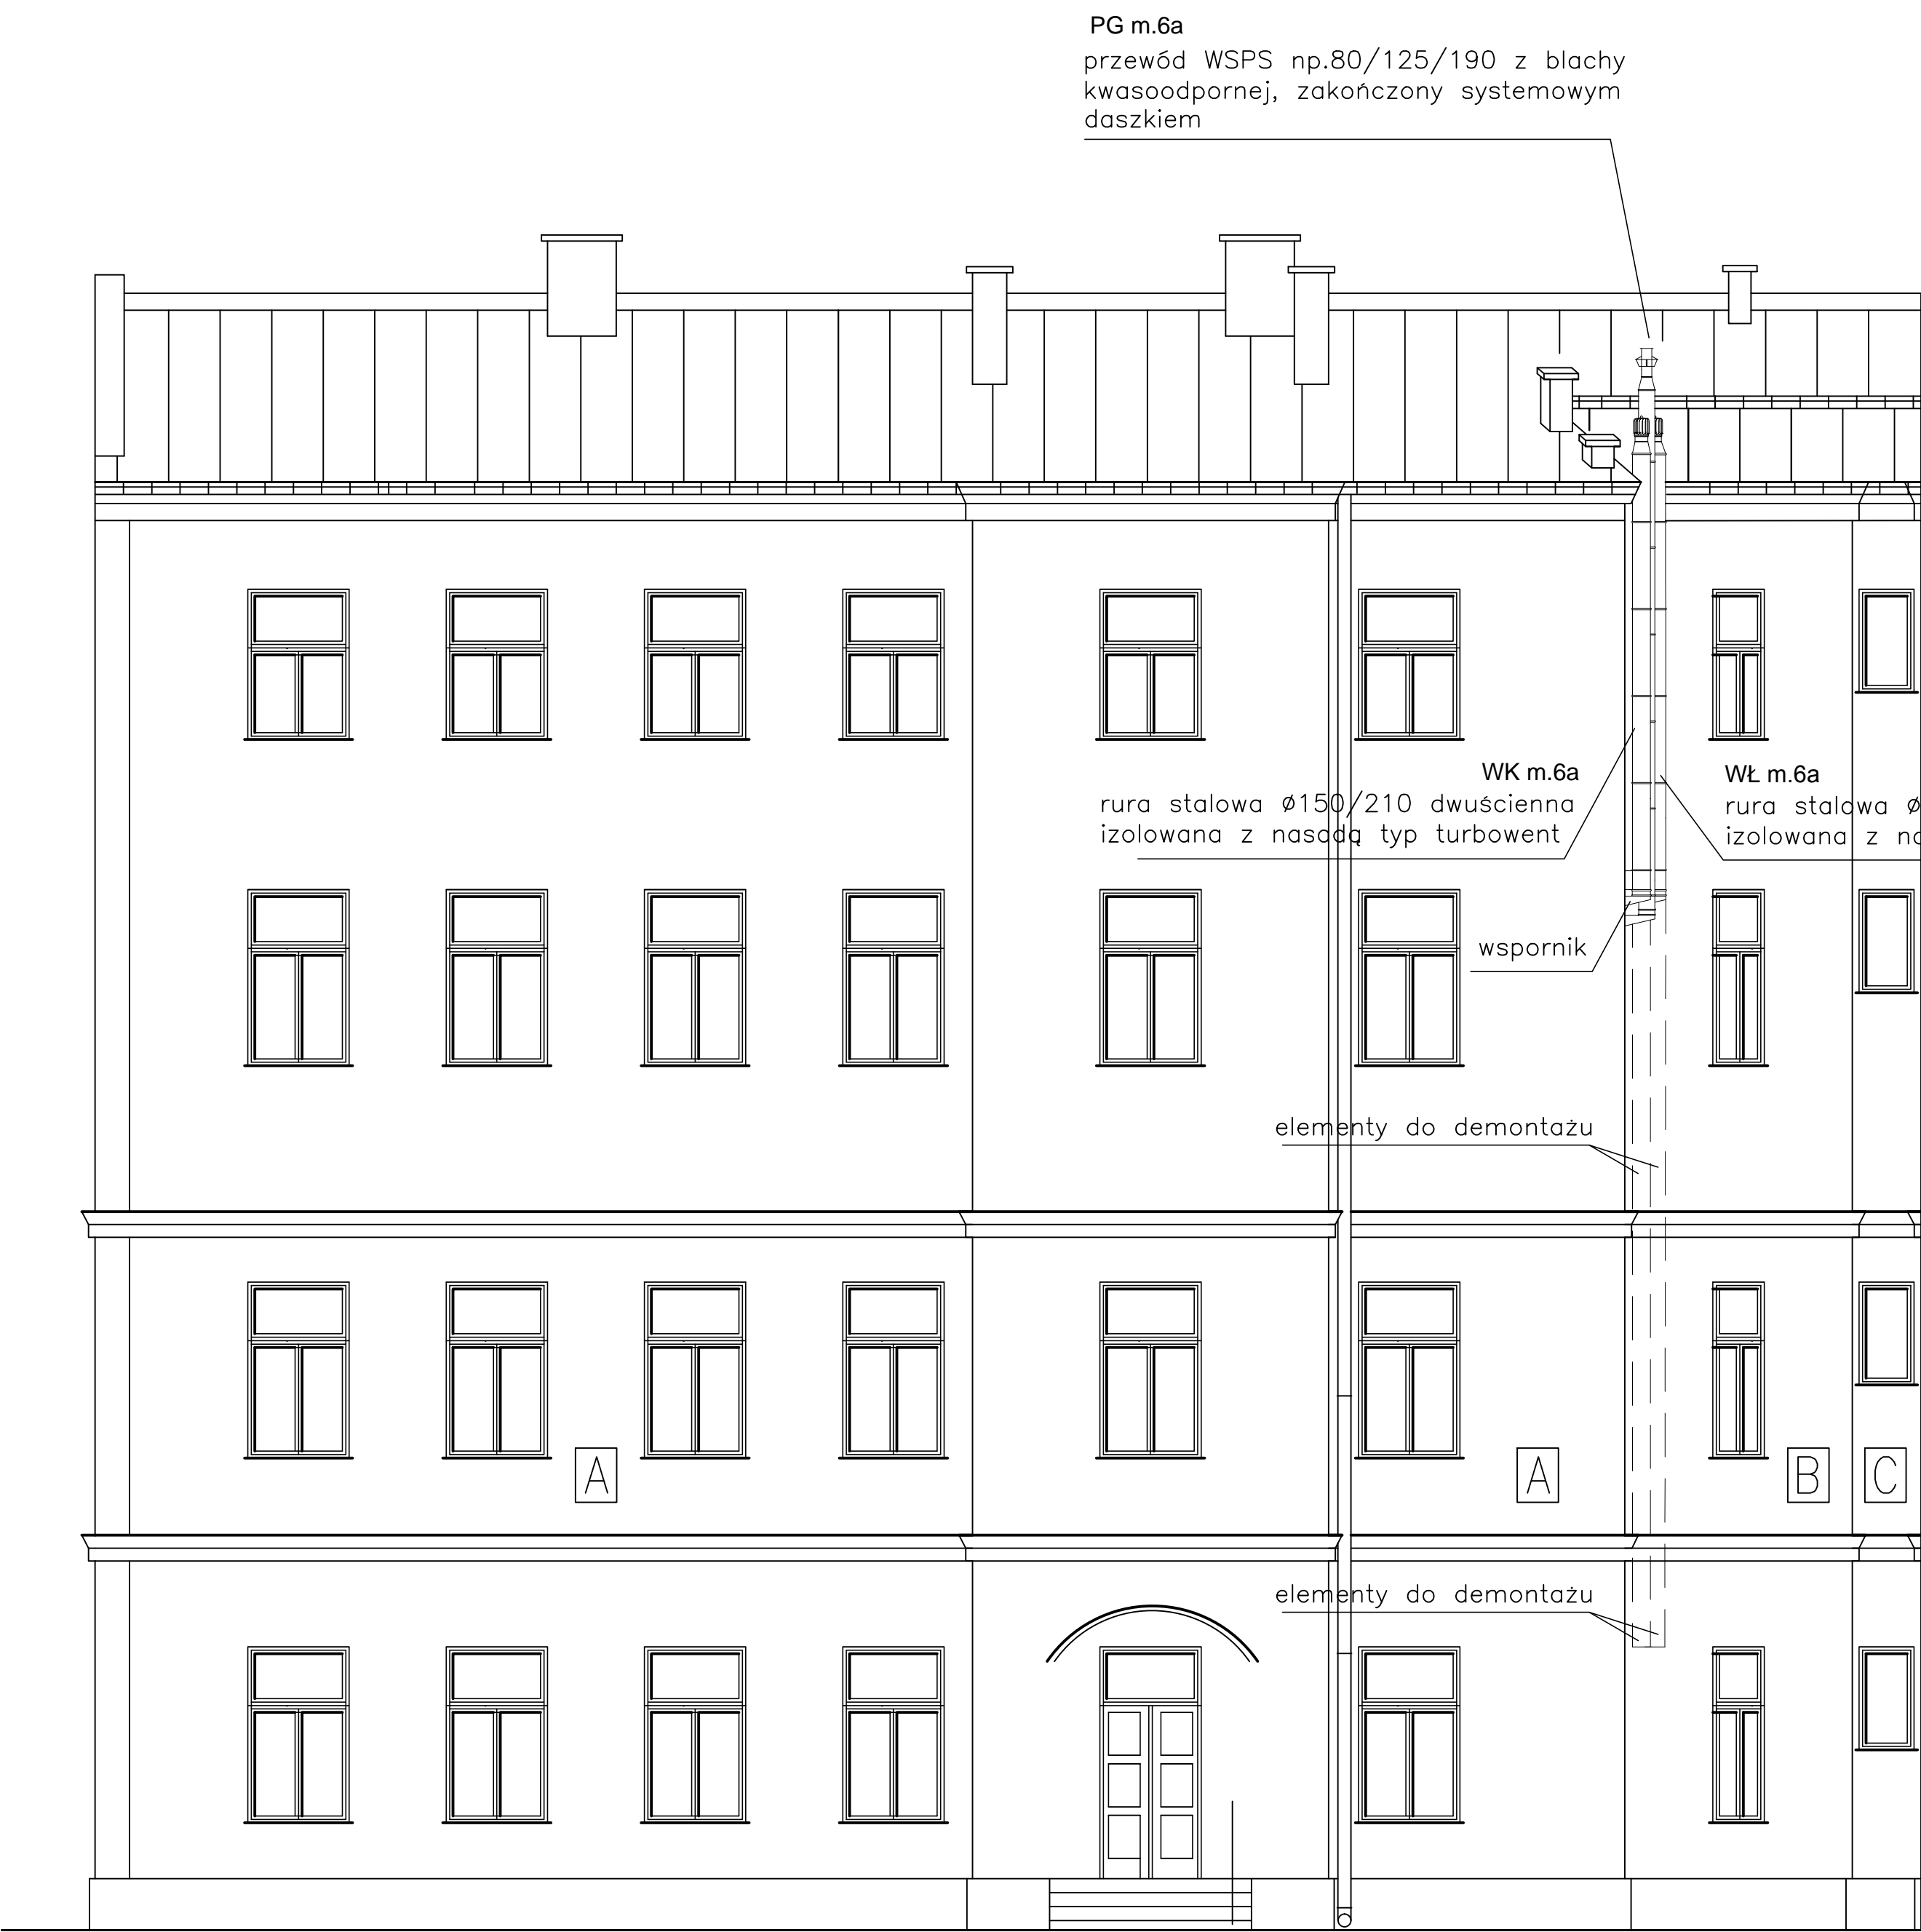 PG m.6a
przewód WSPS np.80/125/190 z blachy
kwasoodpornej, zakończony systemowym
daszkiem
WK m.6a
rura stalowa ø150/210 dwuścienna
izolowana z nasadą typ turbowent
WŁ m.6a
rura stalowa ø
izolowana z
wspornik
elementy do demontażu
A
A
B
C
elementy do demontażu